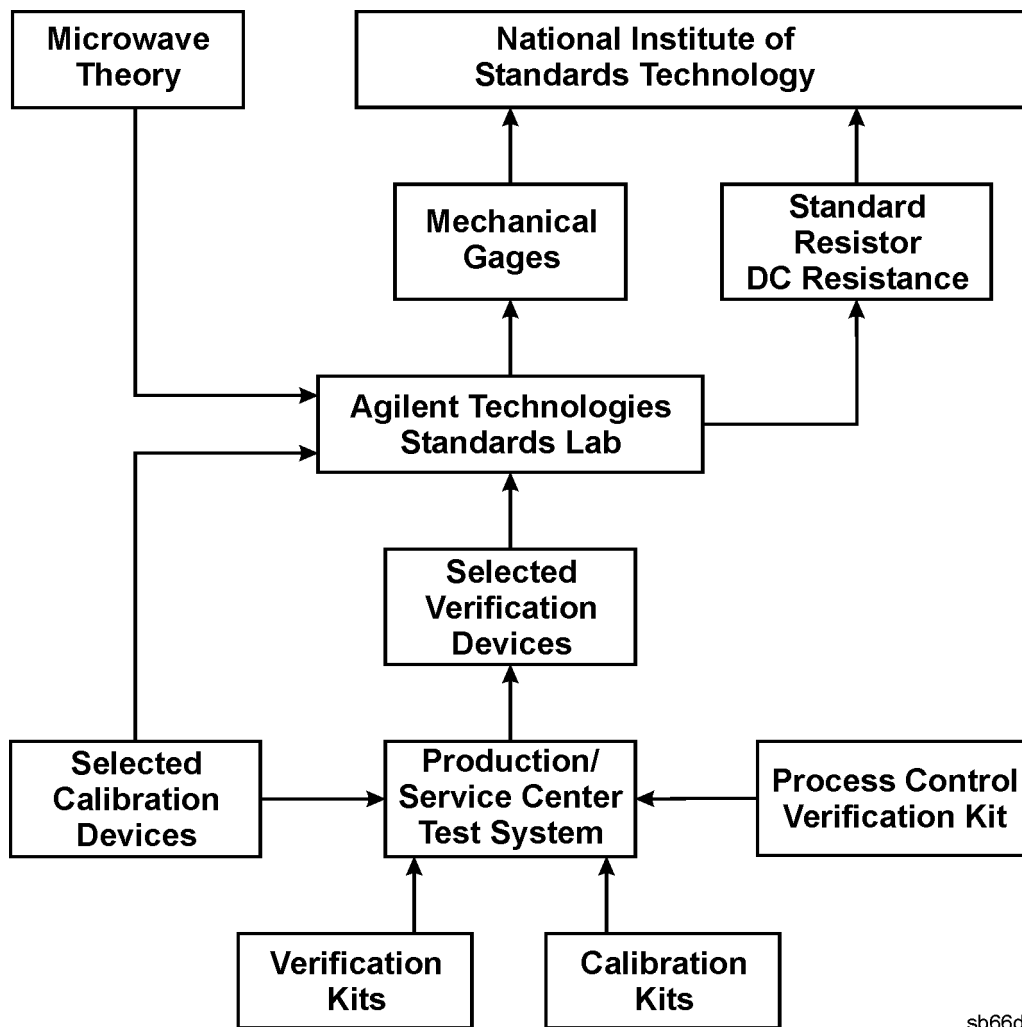 Microwave
Theory
National Institute of
Standards Technology
Mechanical
Gages
Standard
Resistor
DC Resistance
Agilent Technologies
Standards Lab
Selected
Verification
Devices
Selected
Calibration
Devices
Production/
Service Center
Test System
Process Control
Verification Kit
Verification
Kits
Calibration
Kits
sb66d